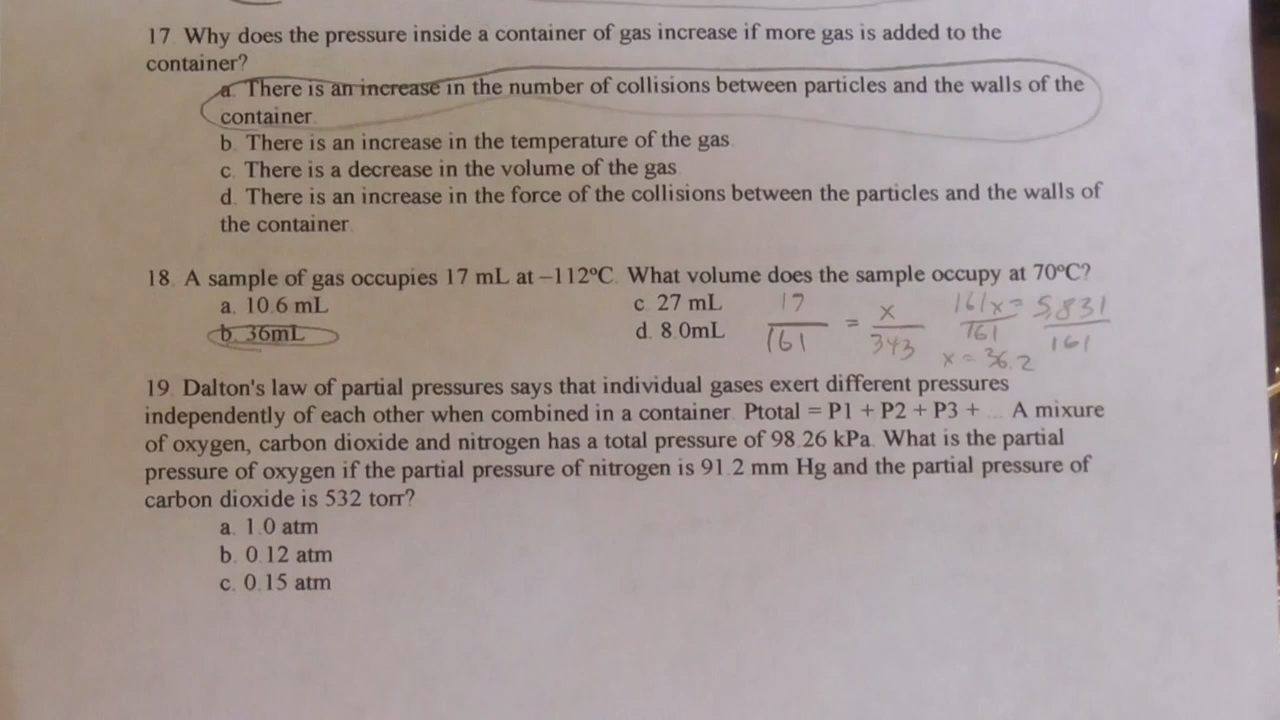 17. Why does the pressure inside a container of gas increase if more gas is added to the
container?
a. There is an increase in the number of collisions between particles and the walls of the
container.
b. There is an increase in the temperature of the gas.
c. There is a decrease in the volume of the gas.
d. There is an increase in the force of the collisions between the particles and the walls of
the container.
18. A sample of gas occupies 17 mL at –112ºC. What volume does the sample occupy at 70ºC?
a. 10.6 mL
c. 27 mL
b. 36mL
d. 8.0mL
17/161 = x/343
161x/161 = 5,831/161
x = 36.2
19. Dalton's law of partial pressures says that individual gases exert different pressures
independently of each other when combined in a container. Ptotal = P1 + P2 + P3 + ... A mixure
of oxygen, carbon dioxide and nitrogen has a total pressure of 98.26 kPa. What is the partial
pressure of oxygen if the partial pressure of nitrogen is 91.2 mm Hg and the partial pressure of
carbon dioxide is 532 torr?
a. 1.0 atm
b. 0.12 atm
c. 0.15 atm